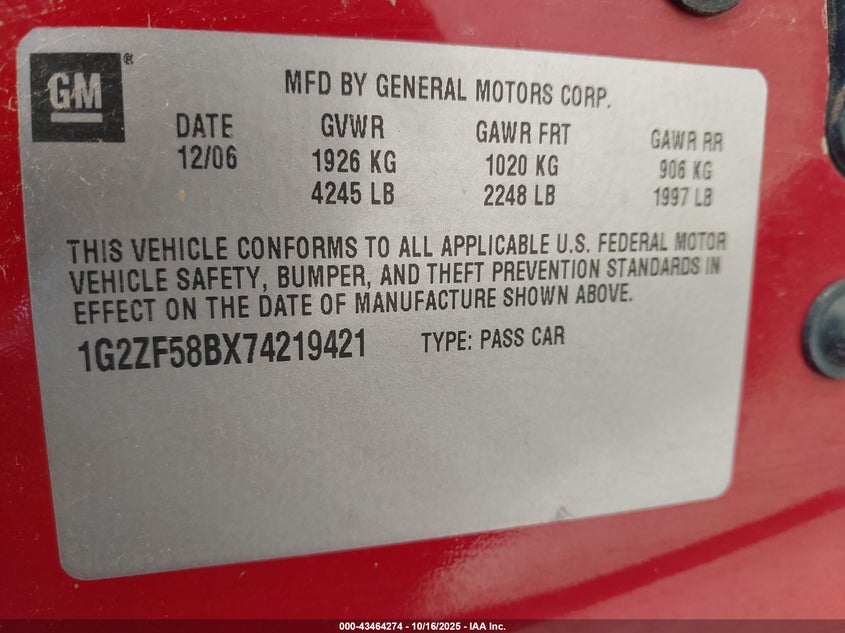 GM®
MFD BY GENERAL MOTORS CORP.
DATE GVWR GAWR FRT GAWR RR
12/06 1926 KG 1020 KG 906 KG
4245 LB 2248 LB 1997 LB
THIS VEHICLE CONFORMS TO ALL APPLICABLE U.S. FEDERAL MOTOR
VEHICLE SAFETY, BUMPER, AND THEFT PREVENTION STANDARDS IN
EFFECT ON THE DATE OF MANUFACTURE SHOWN ABOVE.
1G2ZF58BX74219421 TYPE: PASS CAR
000-43464274 - 10/16/2025 - IAA Inc.